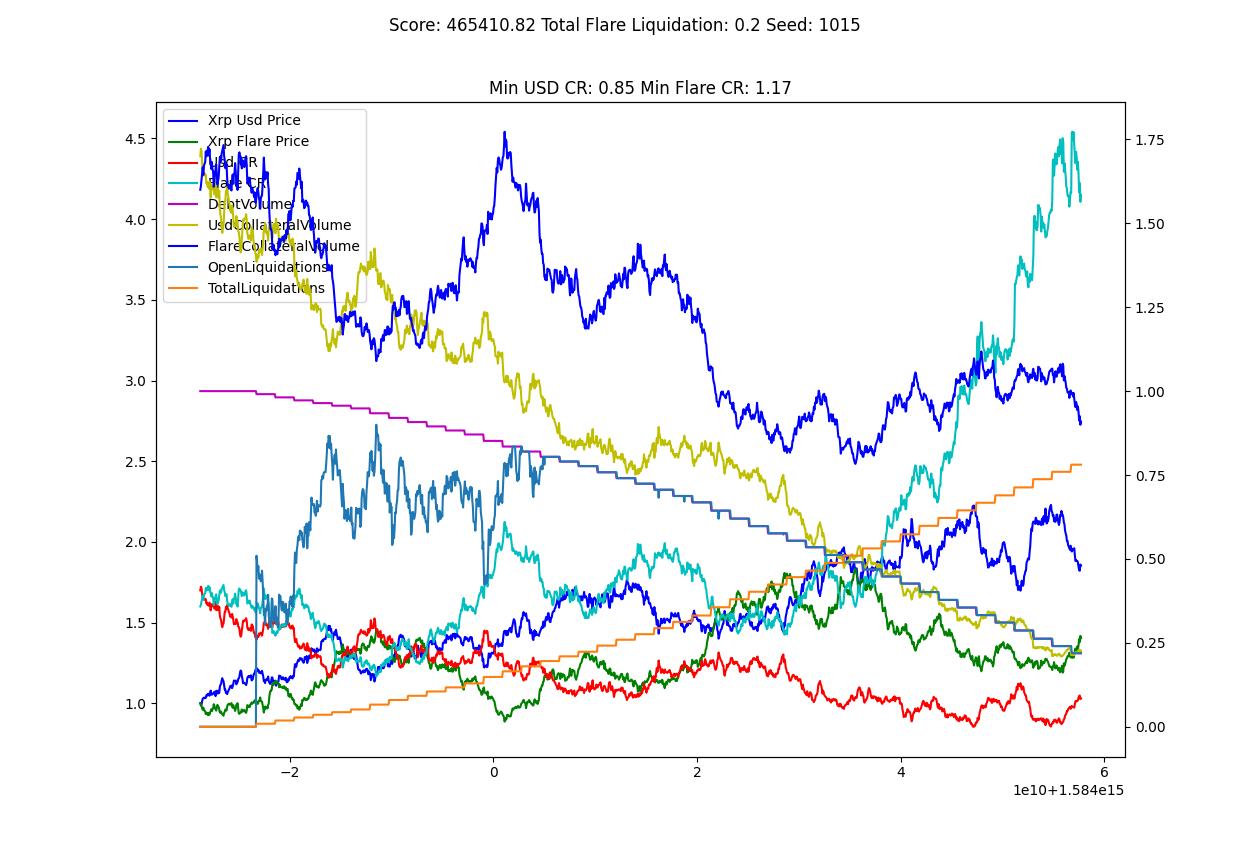 Score: 465410.82 Total Flare Liquidation: 0.2 Seed: 1015
Min USD CR: 0.85 Min Flare CR: 1.17
Xrp Usd Price
Xrp Flare Price
Usd CR
Flare CR
DebtVolume
UsdCollateralVolume
FlareCollateralVolume
OpenLiquidations
TotalLiquidations
4.5
4.0
3.5
3.0
2.5
2.0
1.5
1.0
1.75
1.50
1.25
1.00
0.75
0.50
0.25
0.00
−2
0
2
4
6
1e10+1.584e15